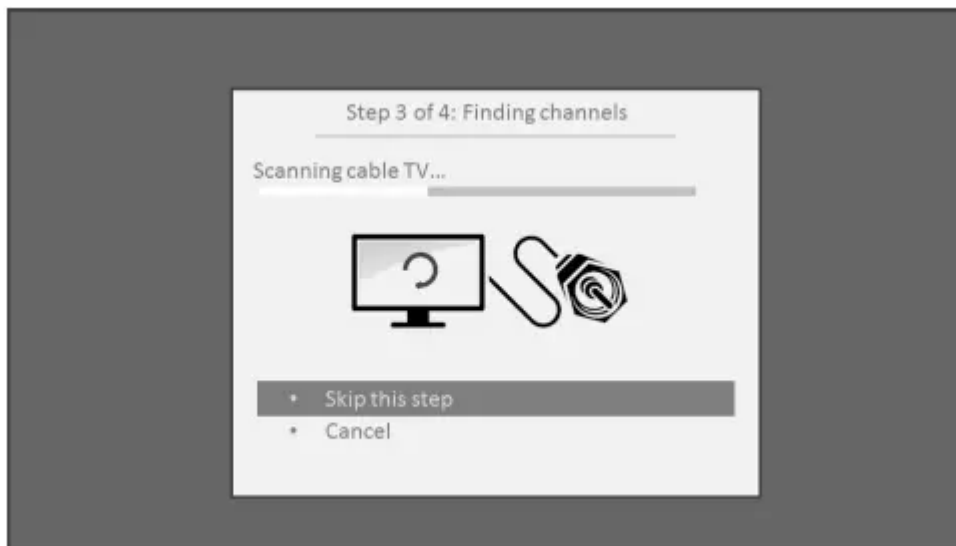 Step 3 of 4: Finding channels
Scanning cable TV...
• Skip this step
• Cancel